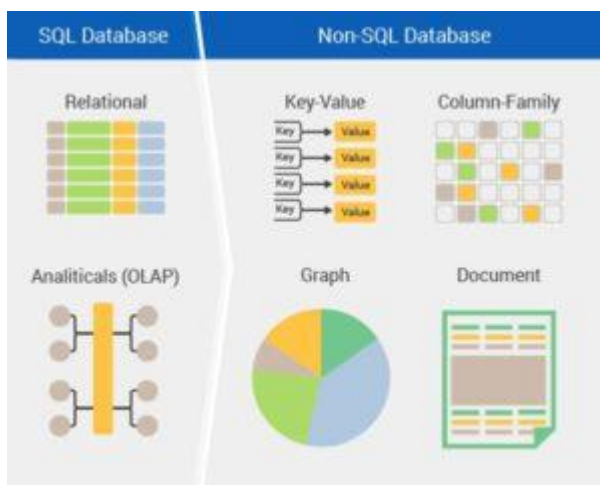 SQL Database
Non-SQL Database
Relational
Key-Value
Column-Family
Key
Value
Key
Value
Key
Value
Key
Value
Analiticals (OLAP)
Graph
Document